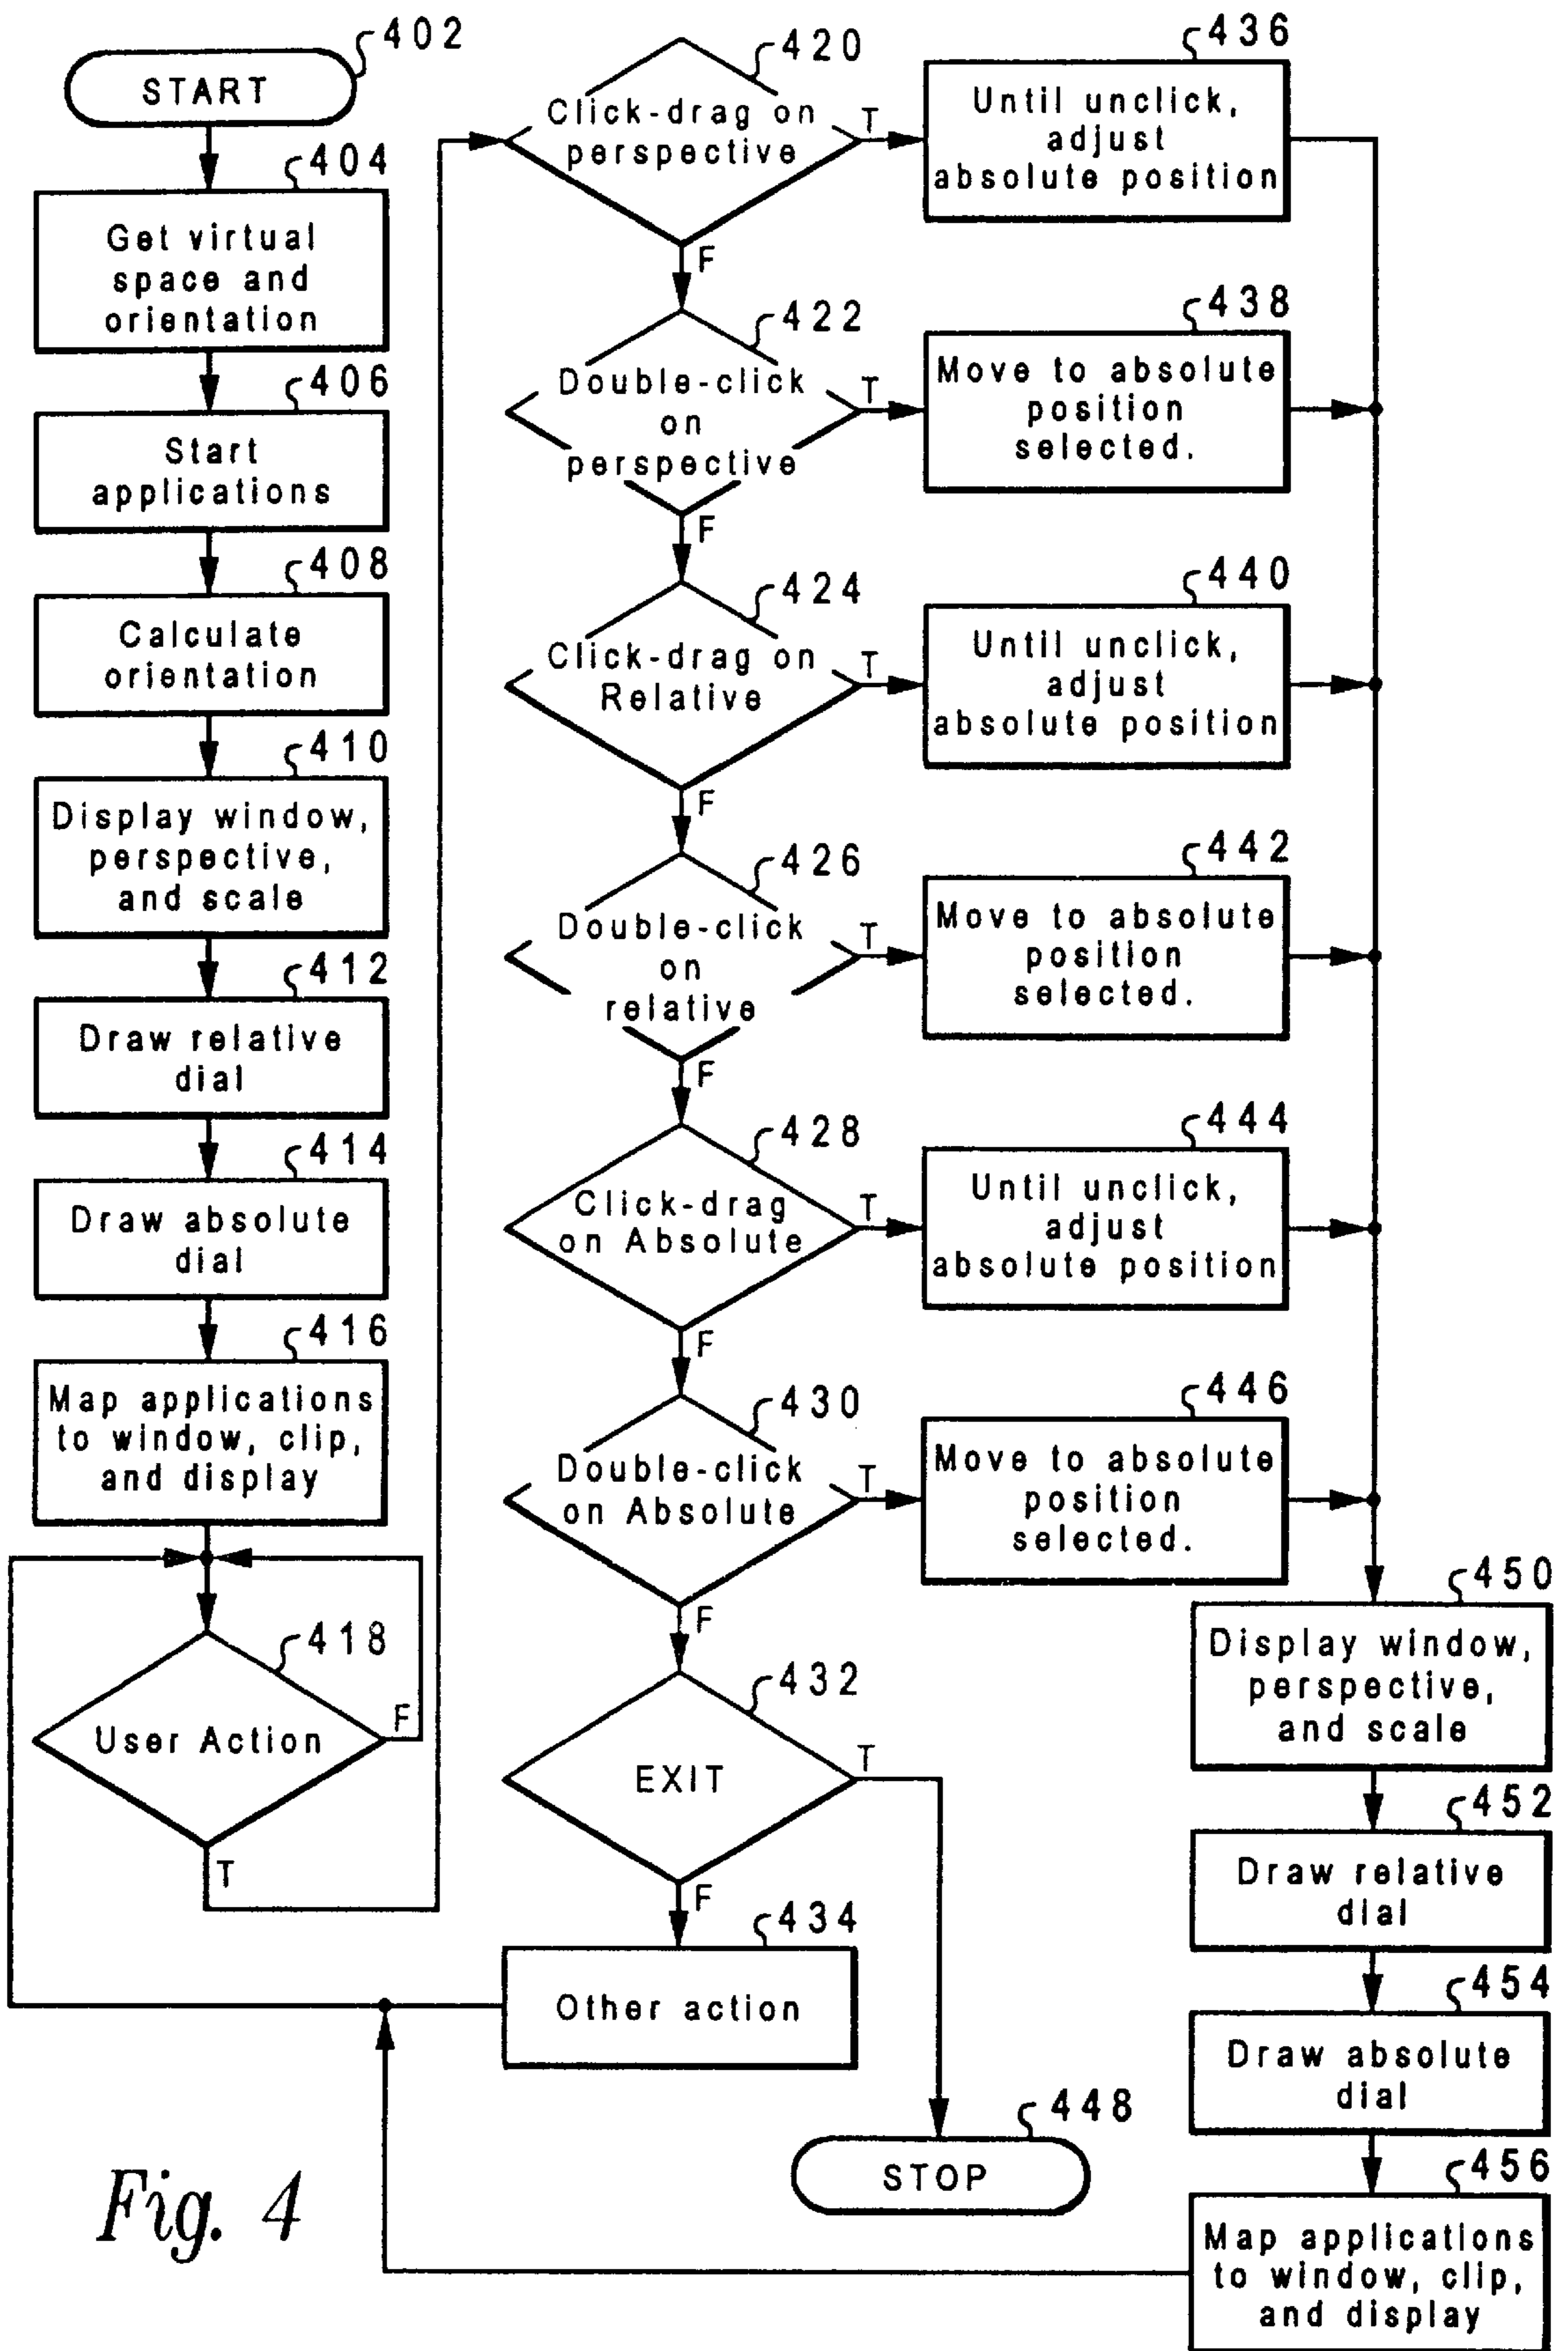 402
START
404
Get virtual
space and
orientation
406
Start
applications
408
Calculate
orientation
410
Display window,
perspective,
and scale
412
Draw relative
dial
414
Draw absolute
dial
416
Map applications
to window, clip,
and display
418
User Action
F
T
420
Click-drag on
perspective
T
F
436
Until unclick,
adjust
absolute position
422
Double-click
on
perspective
T
F
438
Move to absolute
position
selected.
424
Click-drag on
Relative
T
F
440
Until unclick,
adjust
absolute position
426
Double-click
on
relative
T
F
442
Move to absolute
position
selected.
428
Click-drag
on Absolute
T
F
444
Until unclick,
adjust
absolute position
430
Double-click
on Absolute
T
F
446
Move to absolute
position
selected.
432
EXIT
T
F
434
Other action
448
STOP
450
Display window,
perspective,
and scale
452
Draw relative
dial
454
Draw absolute
dial
456
Map applications
to window, clip,
and display
Fig. 4